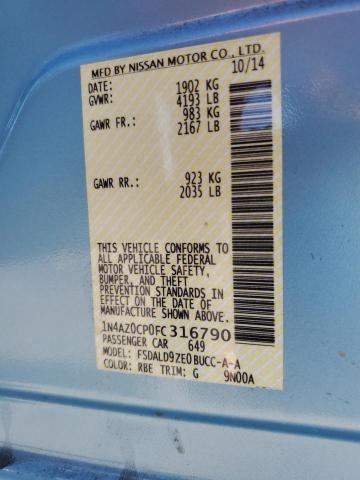 MFD BY NISSAN MOTOR CO., LTD.
DATE: 10/14
GVWR: 1902 KG
4193 LB
GAWR FR.: 983 KG
2167 LB
GAWR RR.: 923 KG
2035 LB
THIS VEHICLE CONFORMS TO
ALL APPLICABLE FEDERAL
MOTOR VEHICLE SAFETY,
BUMPER, AND THEFT
PREVENTION STANDARDS IN
EFFECT ON THE DATE OF
MANUFACTURE SHOWN ABOVE.
1N4AZ0CP0FC316790
PASSENGER CAR 649
MODEL: FSDALD9ZE0BUCC-A-A
COLOR: RBE TRIM: G 9N00A